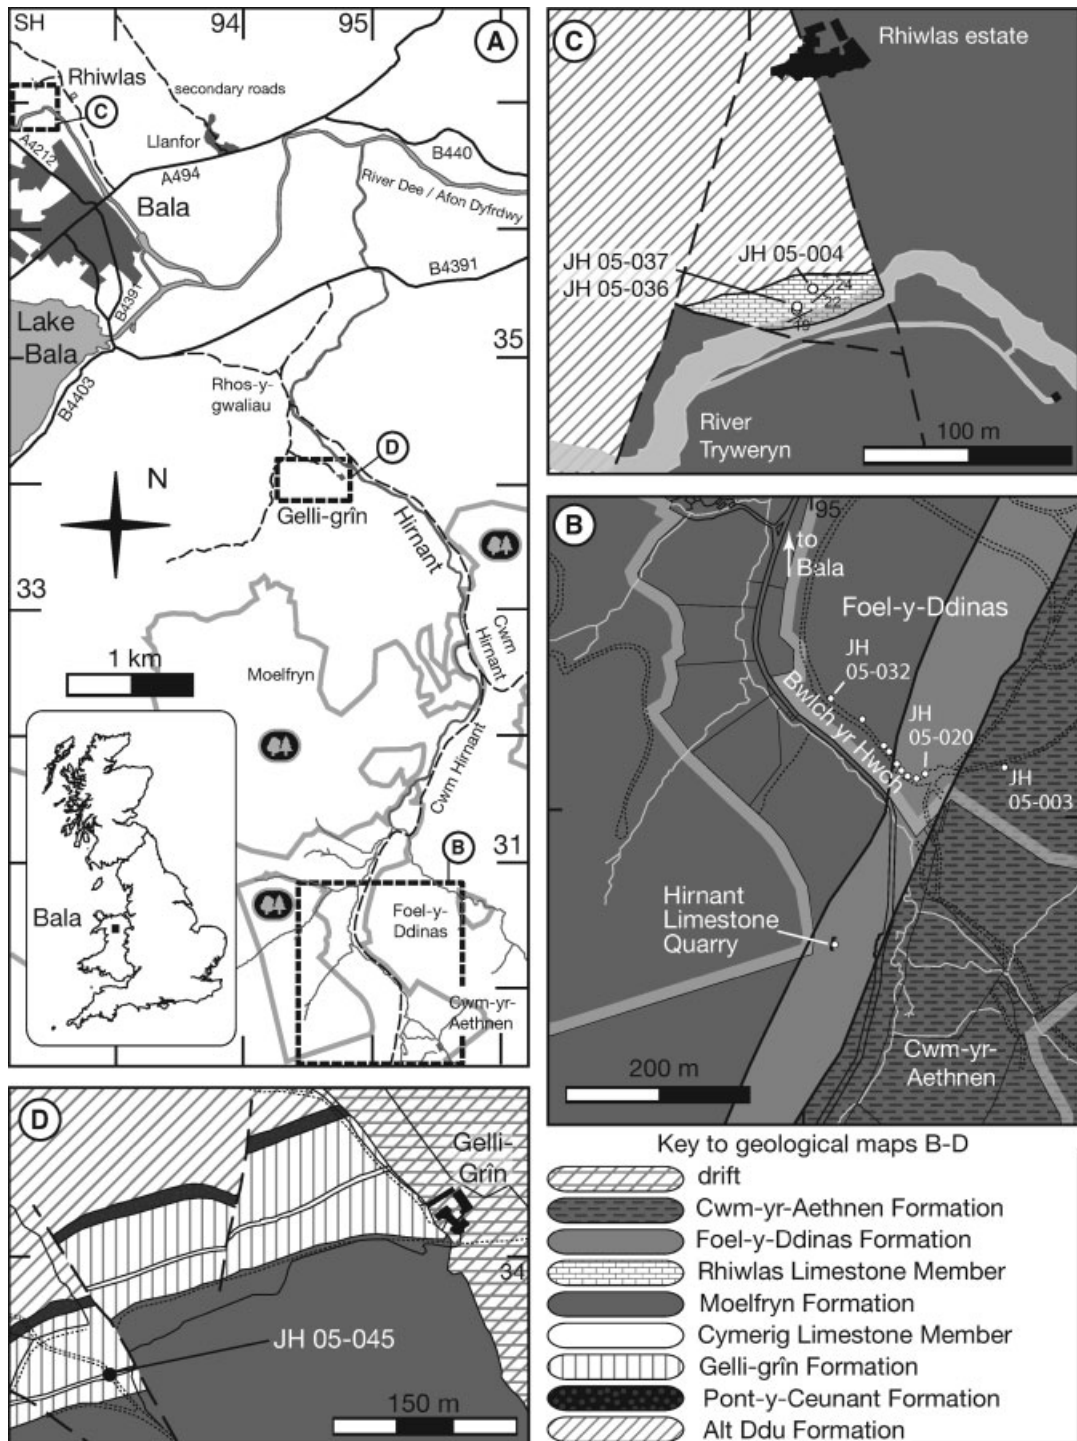 SH
94
95
A
Rhiwlas
C
secondary roads
Llanfor
A4212
A494
B440
River Dee / Afon Dyfrdwy
Bala
B4391
B4391
Lake
Bala
B4403
35
Rhos-y-
gwaliau
D
N
Gelli-grîn
Hirnant
33
1 km
Moelfryn
Cwm
Hirnant
Cwm Hirnant
31
B
Foel-y-
Ddinas
Cwm-yr-
Aethnen
Bala
C
Rhiwlas estate
JH 05-037
JH 05-004
JH 05-036
24
22
19
River
Tryweryn
100 m
B
95
to
Bala
Foel-y-Ddinas
JH
05-032
Bwlch yr Hwch
JH
05-020
JH
05-003
Hirnant
Limestone
Quarry
Cwm-yr-
Aethnen
200 m
D
Gelli-
Grîn
34
JH 05-045
150 m
Key to geological maps B-D
drift
Cwm-yr-Aethnen Formation
Foel-y-Ddinas Formation
Rhiwlas Limestone Member
Moelfryn Formation
Cymerig Limestone Member
Gelli-grîn Formation
Pont-y-Ceunant Formation
Alt Ddu Formation